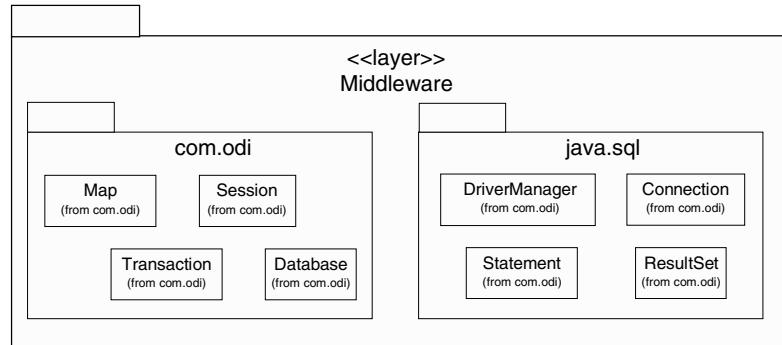 <<layer>>
Middleware
com.odi
Map
(from com.odi)
Session
(from com.odi)
Transaction
(from com.odi)
Database
(from com.odi)
java.sql
DriverManager
(from com.odi)
Connection
(from com.odi)
Statement
(from com.odi)
ResultSet
(from com.odi)